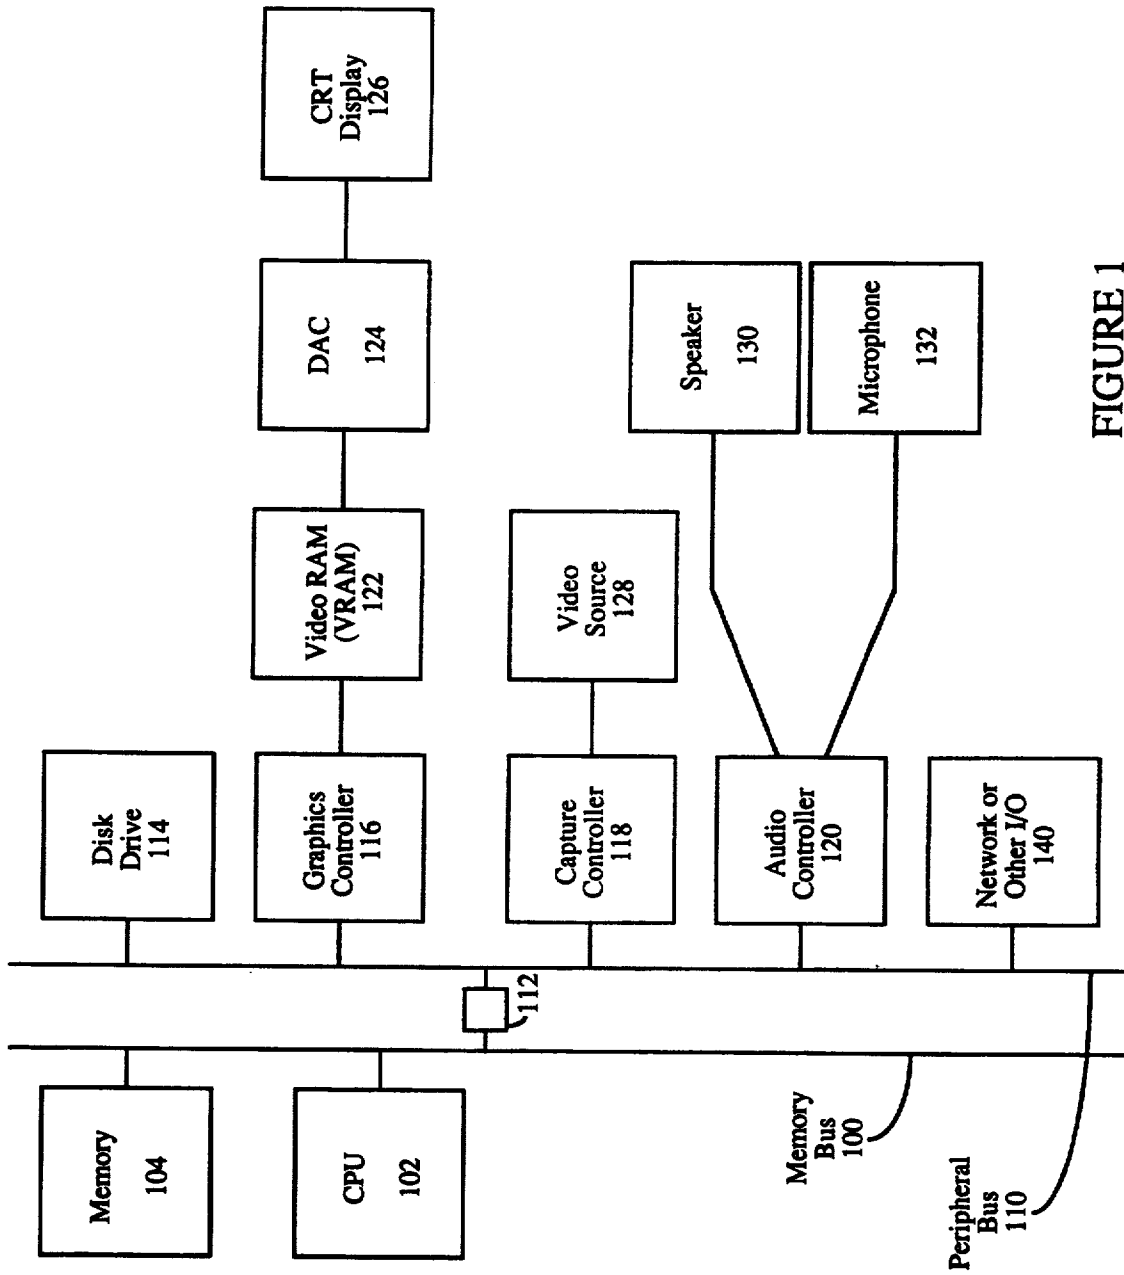 Memory
104
CPU
102
Memory
Bus
100
Peripheral
Bus
110
112
Disk
Drive
114
Graphics
Controller
116
Capture
Controller
118
Audio
Controller
120
Network or
Other I/O
140
Video RAM
(VRAM)
122
Video
Source
128
DAC
124
Speaker
130
Microphone
132
CRT
Display
126
FIGURE 1